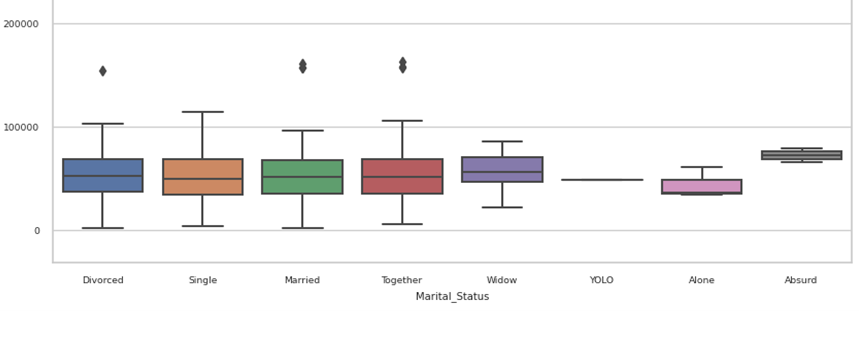 200000
100000
0
Divorced Single Married Together Widow YOLO Alone Absurd
Marital_Status